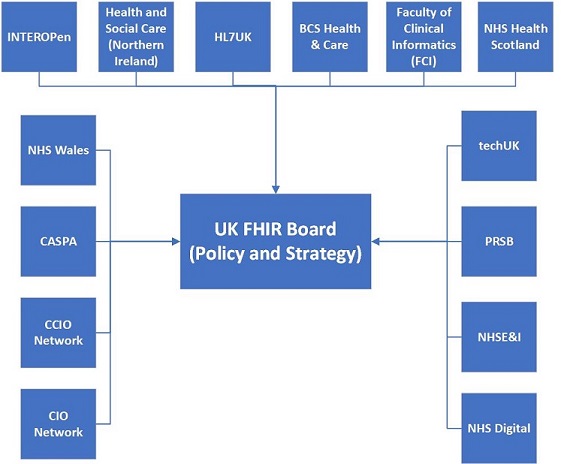 INTEROPen
Health and
Social Care
(Northern
Ireland)
HL7UK
BCS Health
& Care
Faculty of
Clinical
Informatics
(FCI)
NHS Health
Scotland
NHS Wales
CASPA
CCIO
Network
CIO
Network
UK FHIR Board
(Policy and Strategy)
techUK
PRSB
NHSE&I
NHS Digital